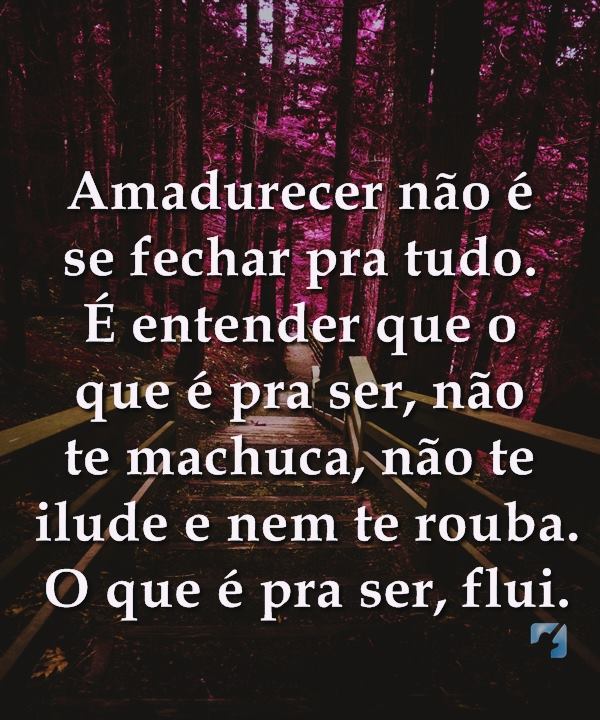 Amadurecer não é
se fechar pra tudo.
É entender que o
que é pra ser, não
te machuca, não te
ilude e nem te rouba.
O que é pra ser, flui.